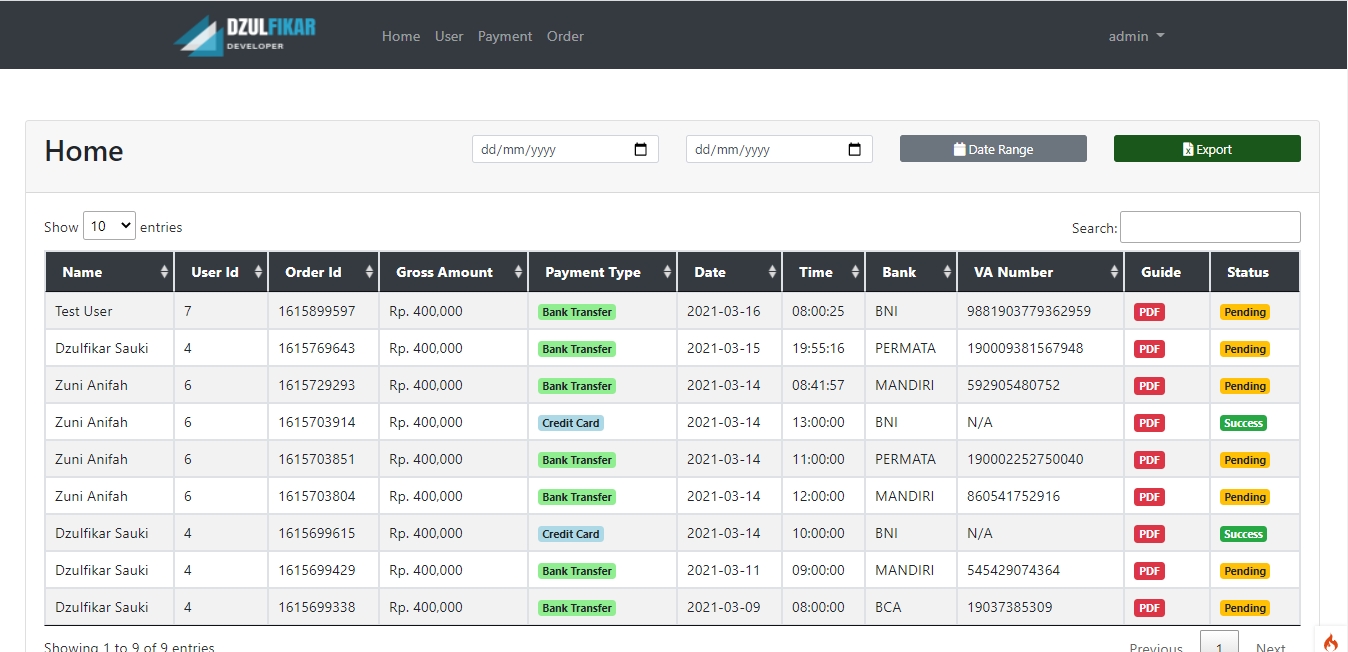 DZULFIKAR
DEVELOPER
Home User Payment Order admin
Home dd/mm/yyyy dd/mm/yyyy Date Range Export
Show 10 entries Search:
Name User Id Order Id Gross Amount Payment Type Date Time Bank VA Number Guide Status
Test User 7 1615899597 Rp. 400,000 Bank Transfer 2021-03-16 08:00:25 BNI 9881903779362959 PDF Pending
Dzulfikar Sauki 4 1615769643 Rp. 400,000 Bank Transfer 2021-03-15 19:55:16 PERMATA 190009381567948 PDF Pending
Zuni Anifah 6 1615729293 Rp. 400,000 Bank Transfer 2021-03-14 08:41:57 MANDIRI 592905480752 PDF Pending
Zuni Anifah 6 1615703914 Rp. 400,000 Credit Card 2021-03-14 13:00:00 BNI N/A PDF Success
Zuni Anifah 6 1615703851 Rp. 400,000 Bank Transfer 2021-03-14 11:00:00 PERMATA 190002252750040 PDF Pending
Zuni Anifah 6 1615703804 Rp. 400,000 Bank Transfer 2021-03-14 12:00:00 MANDIRI 860541752916 PDF Pending
Dzulfikar Sauki 4 1615699615 Rp. 400,000 Credit Card 2021-03-14 10:00:00 BNI N/A PDF Success
Dzulfikar Sauki 4 1615699429 Rp. 400,000 Bank Transfer 2021-03-11 09:00:00 MANDIRI 545429074364 PDF Pending
Dzulfikar Sauki 4 1615699338 Rp. 400,000 Bank Transfer 2021-03-09 08:00:00 BCA 19037385309 PDF Pending
Showing 1 to 9 of 9 entries Previous 1 Next